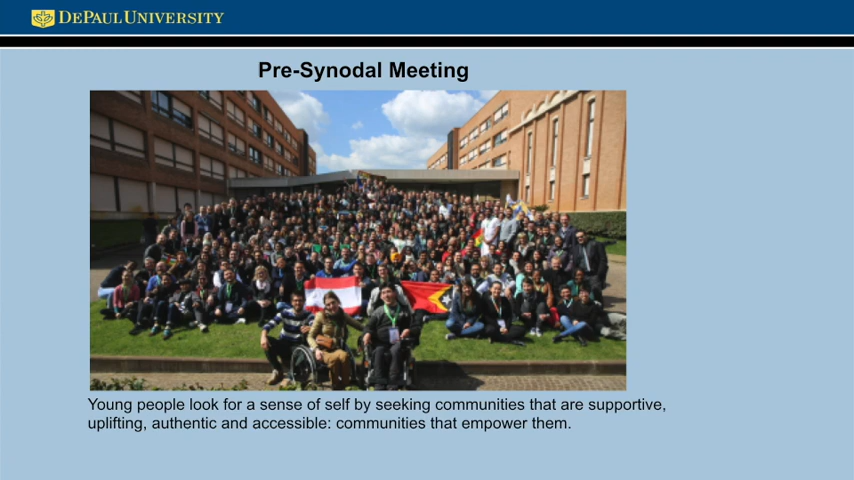 DEPAUL UNIVERSITY
Pre-Synodal Meeting
Young people look for a sense of self by seeking communities that are supportive,
uplifting, authentic and accessible: communities that empower them.